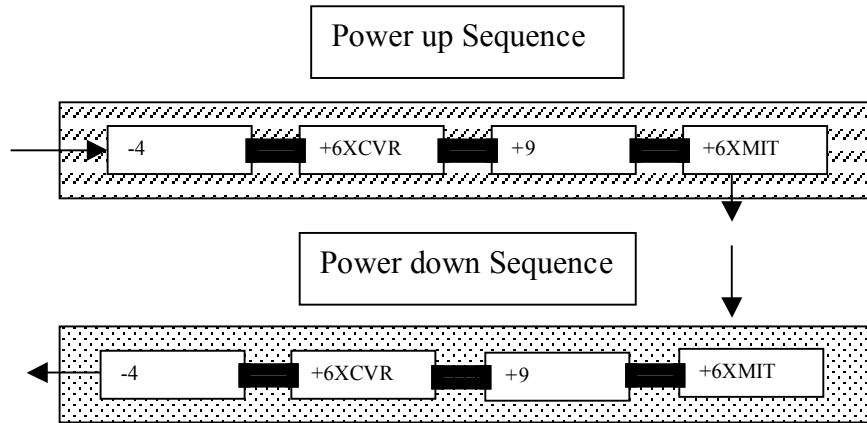 Power up Sequence
-4 +6XCVR +9 +6XMIT
Power down Sequence
-4 +6XCVR +9 +6XMIT